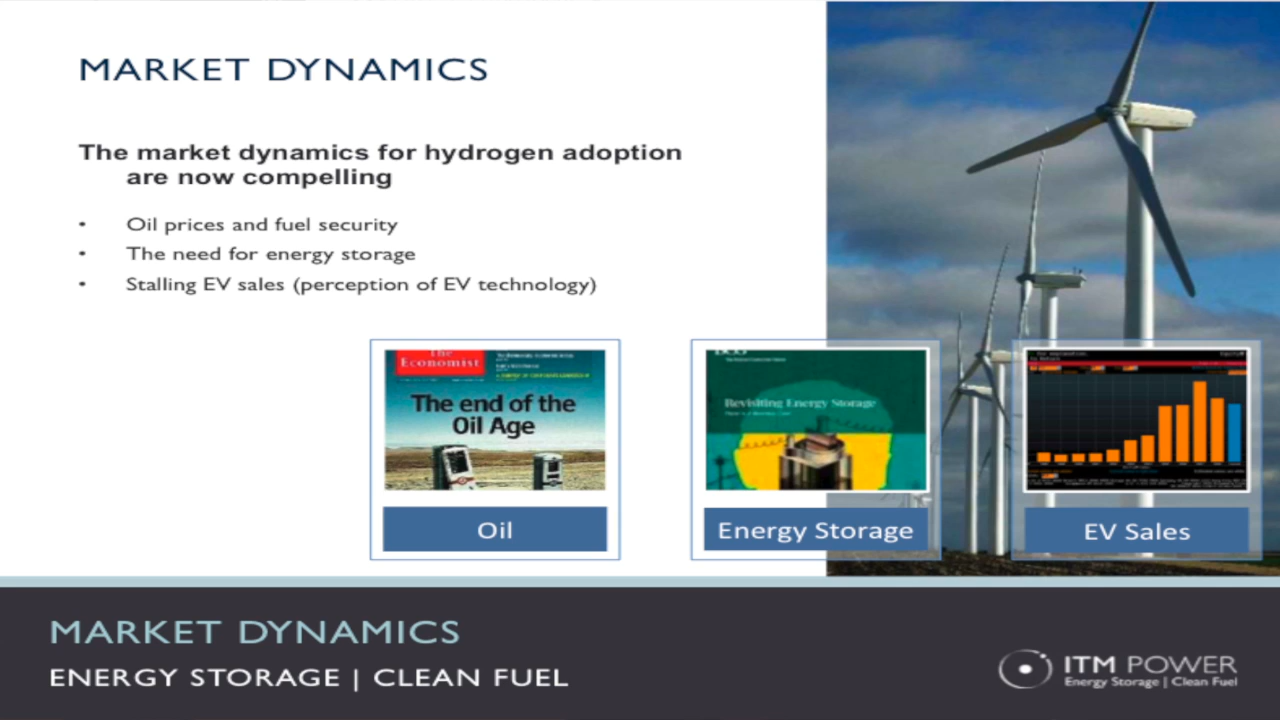 MARKET DYNAMICS
The market dynamics for hydrogen adoption
are now compelling
• Oil prices and fuel security
• The need for energy storage
• Stalling EV sales (perception of EV technology)
The
Economist
The end of the
Oil Age
Revisiting Energy Storage
Oil
Energy Storage
EV Sales
MARKET DYNAMICS
ENERGY STORAGE | CLEAN FUEL
ITM POWER
Energy Storage | Clean Fuel